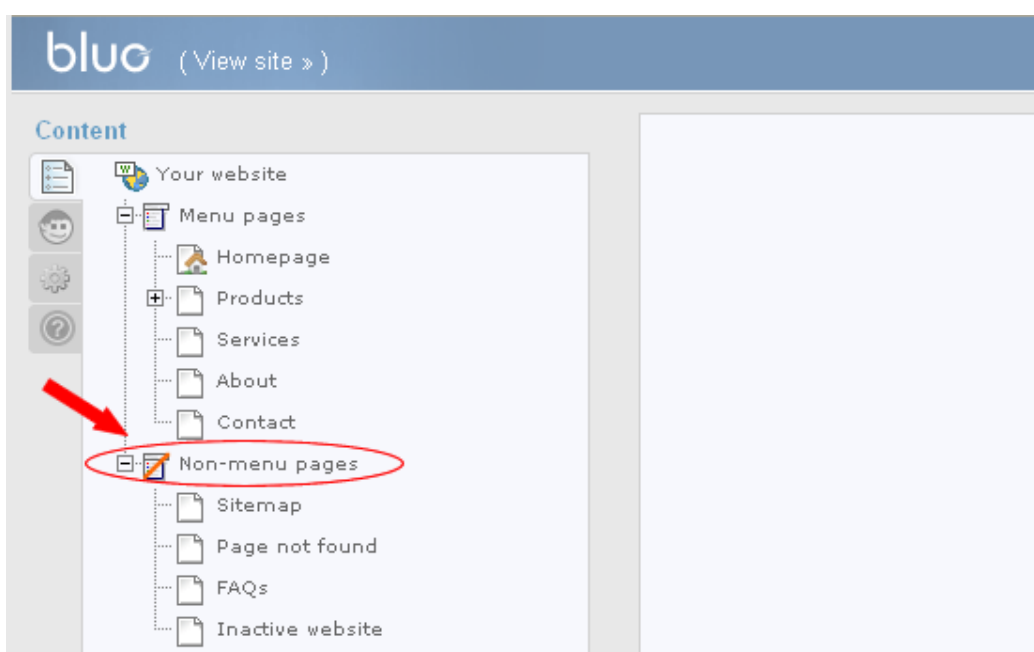 bluo ( View site » )
Content
Your website
Menu pages
Homepage
Products
Services
About
Contact
Non-menu pages
Sitemap
Page not found
FAQs
Inactive website